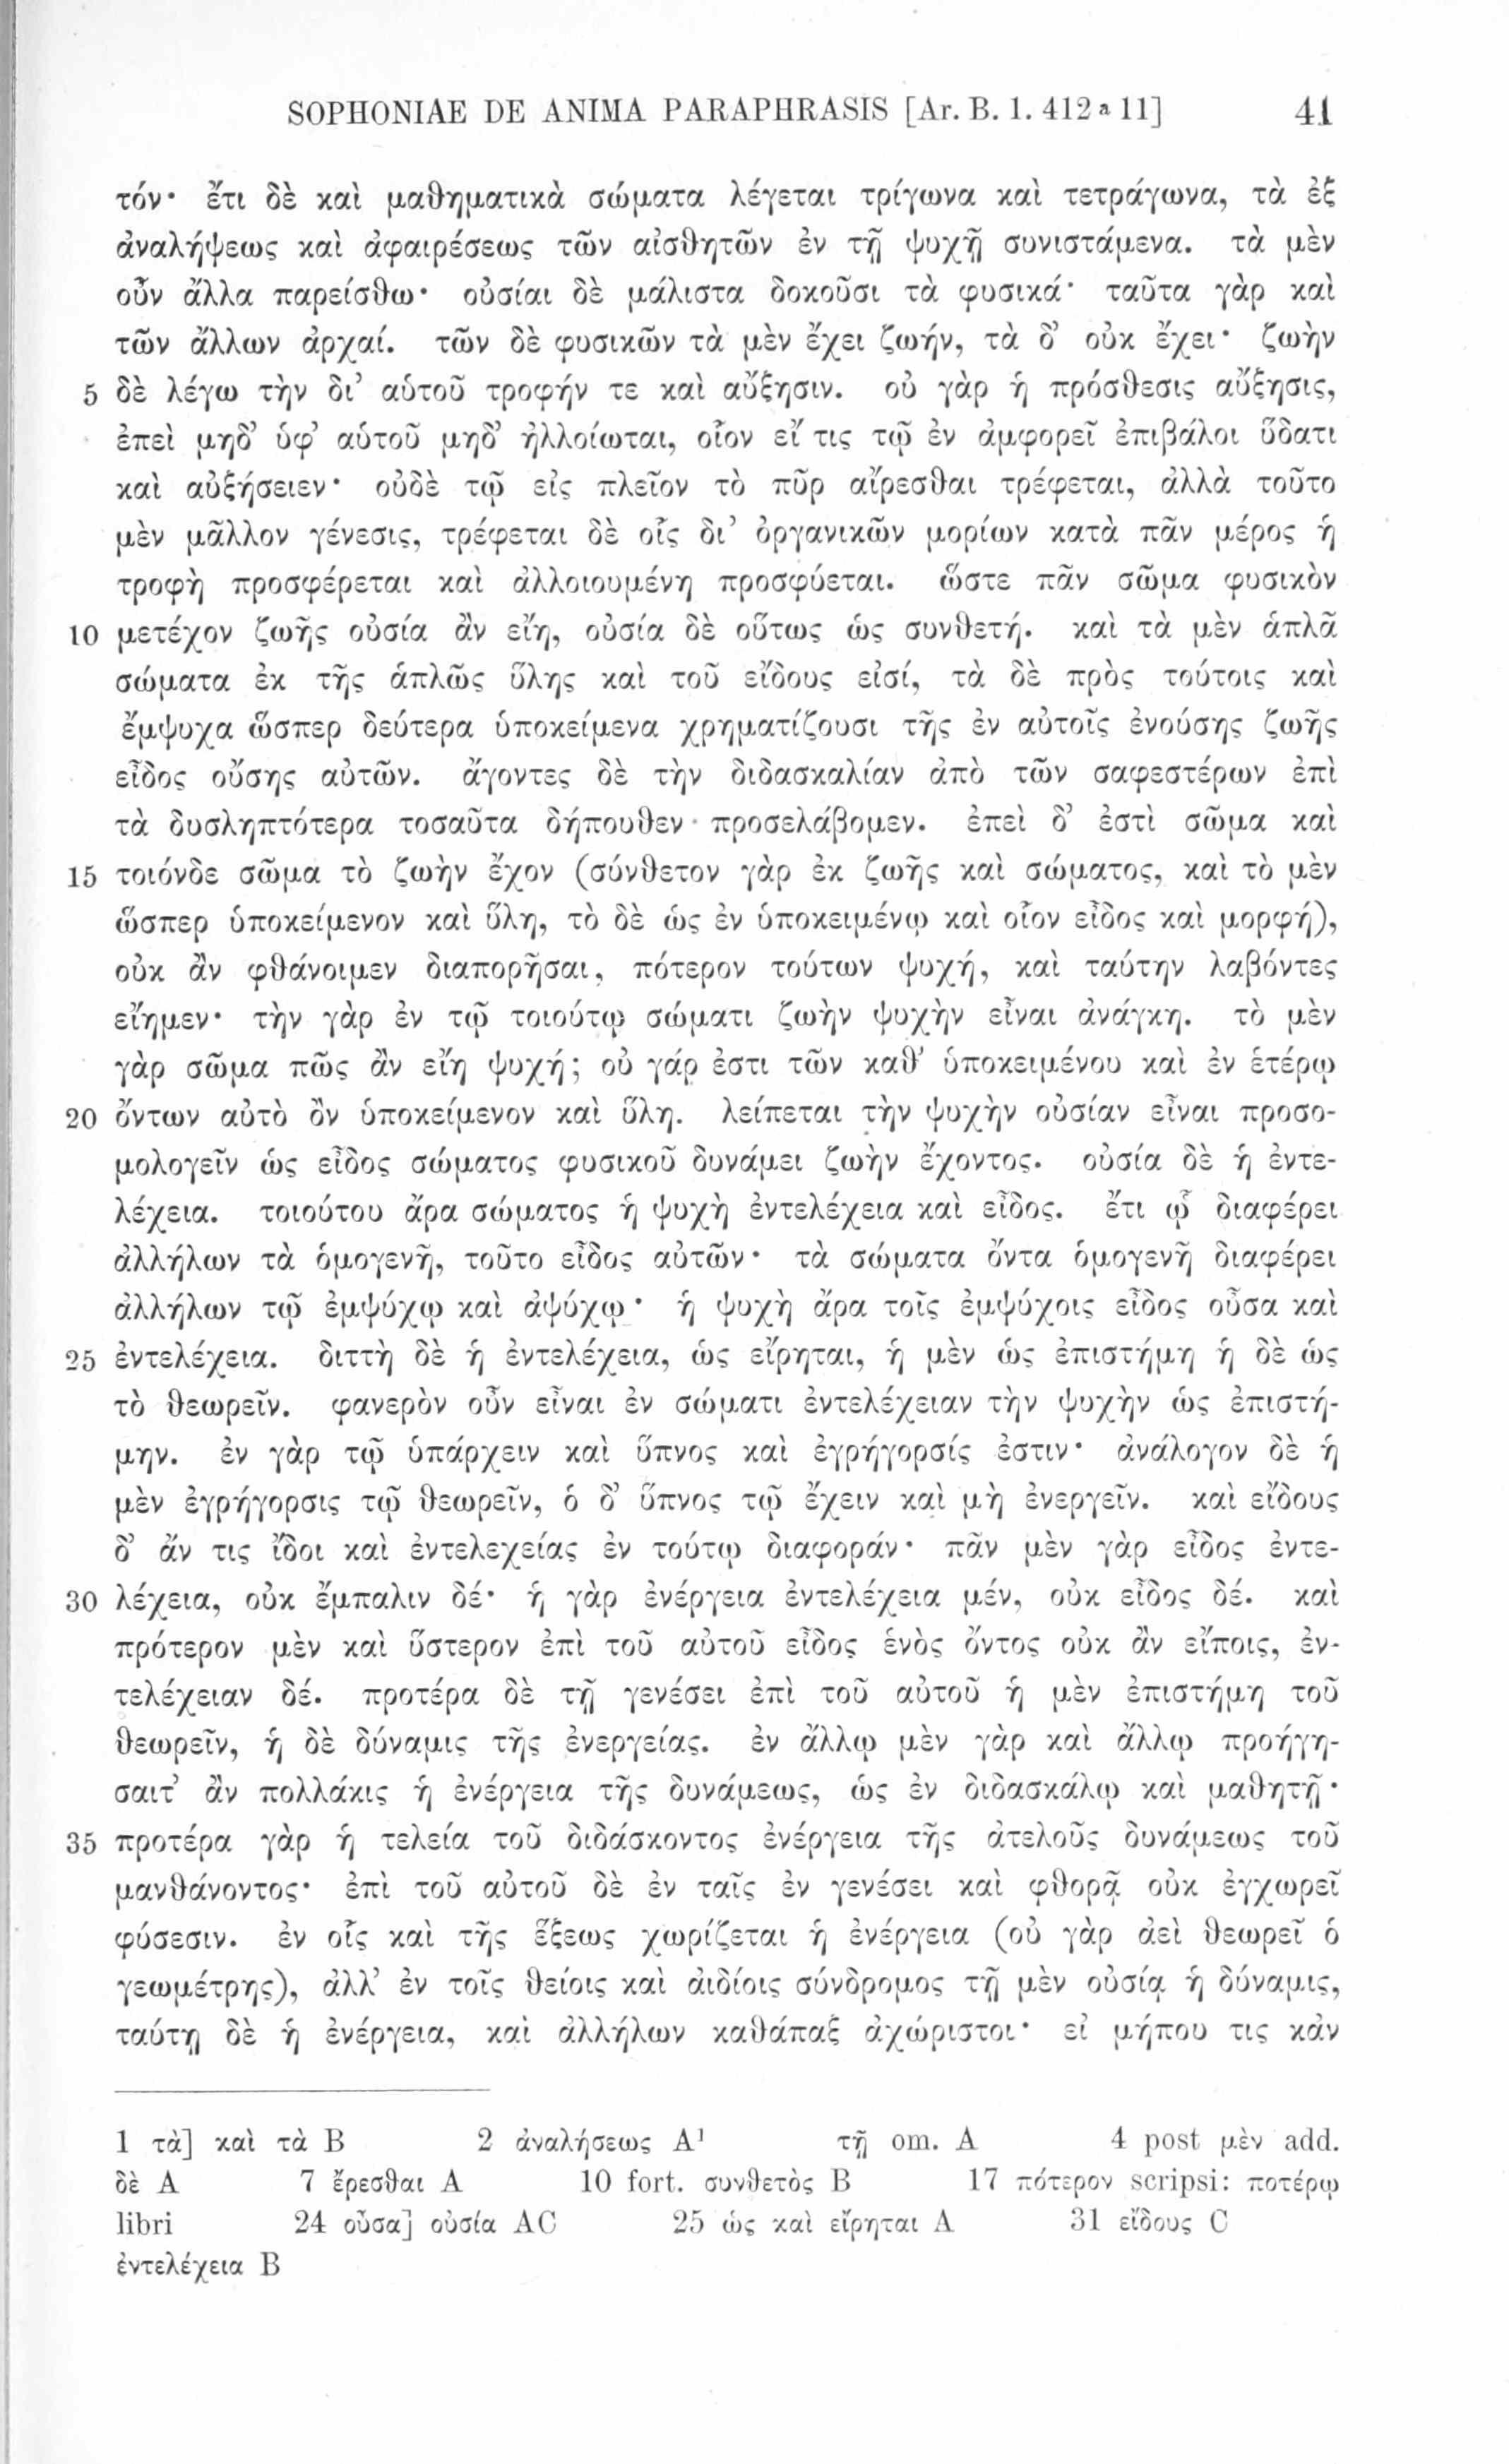 SOPHONIAE DE ANIMA PARAPHRASIS [Ar. B. 1. 412 a 11] 41
τόν· ἔτι δὲ καὶ μαθηματικὰ σώματα λέγεται τρίγωνα καὶ τετράγωνα, τὰ ἐξ
ἀναλήψεως καὶ ἀφαιρέσεως τῶν αἰσθητῶν ἐν τῇ ψυχῇ συνιστάμενα. τὰ μὲν
οὖν ἄλλα παρείσθω· οὐσίαι δὲ μάλιστα δοκοῦσι τὰ φυσικά· ταῦτα γὰρ καὶ
τῶν ἄλλων ἀρχαί. τῶν δὲ φυσικῶν τὰ μὲν ἔχει ζωήν, τὰ δ’ οὐκ ἔχει· ζωὴν
5 δὲ λέγω τὴν δι’ αὑτοῦ τροφήν τε καὶ αὔξησιν. οὐ γὰρ ἡ πρόσθεσις αὔξησις,
ἐπεὶ μηδ’ ὑφ’ αὑτοῦ μηδ’ ἠλλοίωται, οἷον εἴ τις τῷ ἐν ἀμφορεῖ ἐπιβάλοι ὕδατι
καὶ αὐξήσειεν· οὐδὲ τῷ εἰς πλεῖον τὸ πῦρ αἴρεσθαι τρέφεται, ἀλλὰ τοῦτο
μὲν μᾶλλον γένεσις, τρέφεται δὲ οἷς δι’ ὀργανικῶν μορίων κατὰ πᾶν μέρος ἡ
τροφὴ προσφέρεται καὶ ἀλλοιουμένη προσφύεται. ὥστε πᾶν σῶμα φυσικὸν
10 μετέχον ζωῆς οὐσία ἂν εἴη, οὐσία δὲ οὕτως ὡς συνθετή. καὶ τὰ μὲν ἁπλᾶ
σώματα ἐκ τῆς ἁπλῶς ὕλης καὶ τοῦ εἴδους εἰσί, τὰ δὲ πρὸς τούτοις καὶ
ἔμψυχα ὥσπερ δεύτερα ὑποκείμενα χρηματίζουσι τῆς ἐν αὐτοῖς ἐνούσης ζωῆς
εἶδος οὔσης αὐτῶν. ἄγοντες δὲ τὴν διδασκαλίαν ἀπὸ τῶν σαφεστέρων ἐπὶ
τὰ δυσληπτότερα τοσαῦτα δήπουθεν προσελάβομεν. ἐπεὶ δ’ ἐστὶ σῶμα καὶ
15 τοιόνδε σῶμα τὸ ζωὴν ἔχον (σύνθετον γὰρ ἐκ ζωῆς καὶ σώματος, καὶ τὸ μὲν
ὥσπερ ὑποκείμενον καὶ ὕλη, τὸ δὲ ὡς ἐν ὑποκειμένῳ καὶ οἷον εἶδος καὶ μορφή),
οὐκ ἂν φθάνοιμεν διαπορῆσαι, πότερον τούτων ψυχή, καὶ ταύτην λαβόντες
εἴημεν· τὴν γὰρ ἐν τῷ τοιούτῳ σώματι ζωὴν ψυχὴν εἶναι ἀνάγκη. τὸ μὲν
γὰρ σῶμα πῶς ἂν εἴη ψυχή; οὐ γάρ ἐστι τῶν καθ’ ὑποκειμένου καὶ ἐν ἑτέρῳ
20 ὄντων αὐτὸ ὂν ὑποκείμενον καὶ ὕλη. λείπεται τὴν ψυχὴν οὐσίαν εἶναι προσο-
μολογεῖν ὡς εἶδος σώματος φυσικοῦ δυνάμει ζωὴν ἔχοντος. οὐσία δὲ ἡ ἐντε-
λέχεια. τοιούτου ἄρα σώματος ἡ ψυχὴ ἐντελέχεια καὶ εἶδος. ἔτι ᾧ διαφέρει
ἀλλήλων τὰ ὁμογενῆ, τοῦτο εἶδος αὐτῶν· τὰ σώματα ὄντα ὁμογενῆ διαφέρει
ἀλλήλων τῷ ἐμψύχῳ καὶ ἀψύχῳ· ἡ ψυχὴ ἄρα τοῖς ἐμψύχοις εἶδος οὖσα καὶ
25 ἐντελέχεια. διττὴ δὲ ἡ ἐντελέχεια, ὡς εἴρηται, ἡ μὲν ὡς ἐπιστήμη ἡ δὲ ὡς
τὸ θεωρεῖν. φανερὸν οὖν εἶναι ἐν σώματι ἐντελέχειαν τὴν ψυχὴν ὡς ἐπιστή-
μην. ἐν γὰρ τῷ ὑπάρχειν καὶ ὕπνος καὶ ἐγρήγορσίς ἐστιν· ἀνάλογον δὲ ἡ
μὲν ἐγρήγορσις τῷ θεωρεῖν, ὁ δ’ ὕπνος τῷ ἔχειν καὶ μὴ ἐνεργεῖν. καὶ εἴδους
δ’ ἄν τις ἴδοι καὶ ἐντελεχείας ἐν τούτῳ διαφοράν· πᾶν μὲν γὰρ εἶδος ἐντε-
30 λέχεια, οὐκ ἔμπαλιν δέ· ἡ γὰρ ἐνέργεια ἐντελέχεια μέν, οὐκ εἶδος δέ. καὶ
πρότερον μὲν καὶ ὕστερον ἐπὶ τοῦ αὐτοῦ εἶδος ἑνὸς ὄντος οὐκ ἂν εἴποις, ἐν-
τελέχειαν δέ. προτέρα δὲ τῇ γενέσει ἐπὶ τοῦ αὐτοῦ ἡ μὲν ἐπιστήμη τοῦ
θεωρεῖν, ἡ δὲ δύναμις τῆς ἐνεργείας. ἐν ἄλλῳ μὲν γὰρ καὶ ἄλλῳ προήγη-
σαιτ’ ἂν πολλάκις ἡ ἐνέργεια τῆς δυνάμεως, ὡς ἐν διδασκάλῳ καὶ μαθητῇ·
35 προτέρα γὰρ ἡ τελεία τοῦ διδάσκοντος ἐνέργεια τῆς ἀτελοῦς δυνάμεως τοῦ
μανθάνοντος· ἐπὶ τοῦ αὐτοῦ δὲ ἐν ταῖς ἐν γενέσει καὶ φθορᾷ οὐκ ἐγχωρεῖ
φύσεσιν. ἐν οἷς καὶ τῆς ἕξεως χωρίζεται ἡ ἐνέργεια (οὐ γὰρ ἀεὶ θεωρεῖ ὁ
γεωμέτρης), ἀλλ’ ἐν τοῖς θείοις καὶ ἀιδίοις σύνδρομος τῇ μὲν οὐσίᾳ ἡ δύναμις,
ταύτῃ δὲ ἡ ἐνέργεια, καὶ ἀλλήλων καθάπαξ ἀχώριστοι· εἰ μήπου τις κἀν
1 τὰ] καὶ τὰ B 2 ἀναλήσεως A¹ τῇ om. A 4 post μὲν add.
δὲ A 7 ἔρεσθαι A 10 fort. συνθετὸς B 17 πότερον scripsi: ποτέρῳ
libri 24 οὖσα] οὐσία AC 25 ὡς καὶ εἴρηται A 31 εἴδους C
ἐντελέχεια B